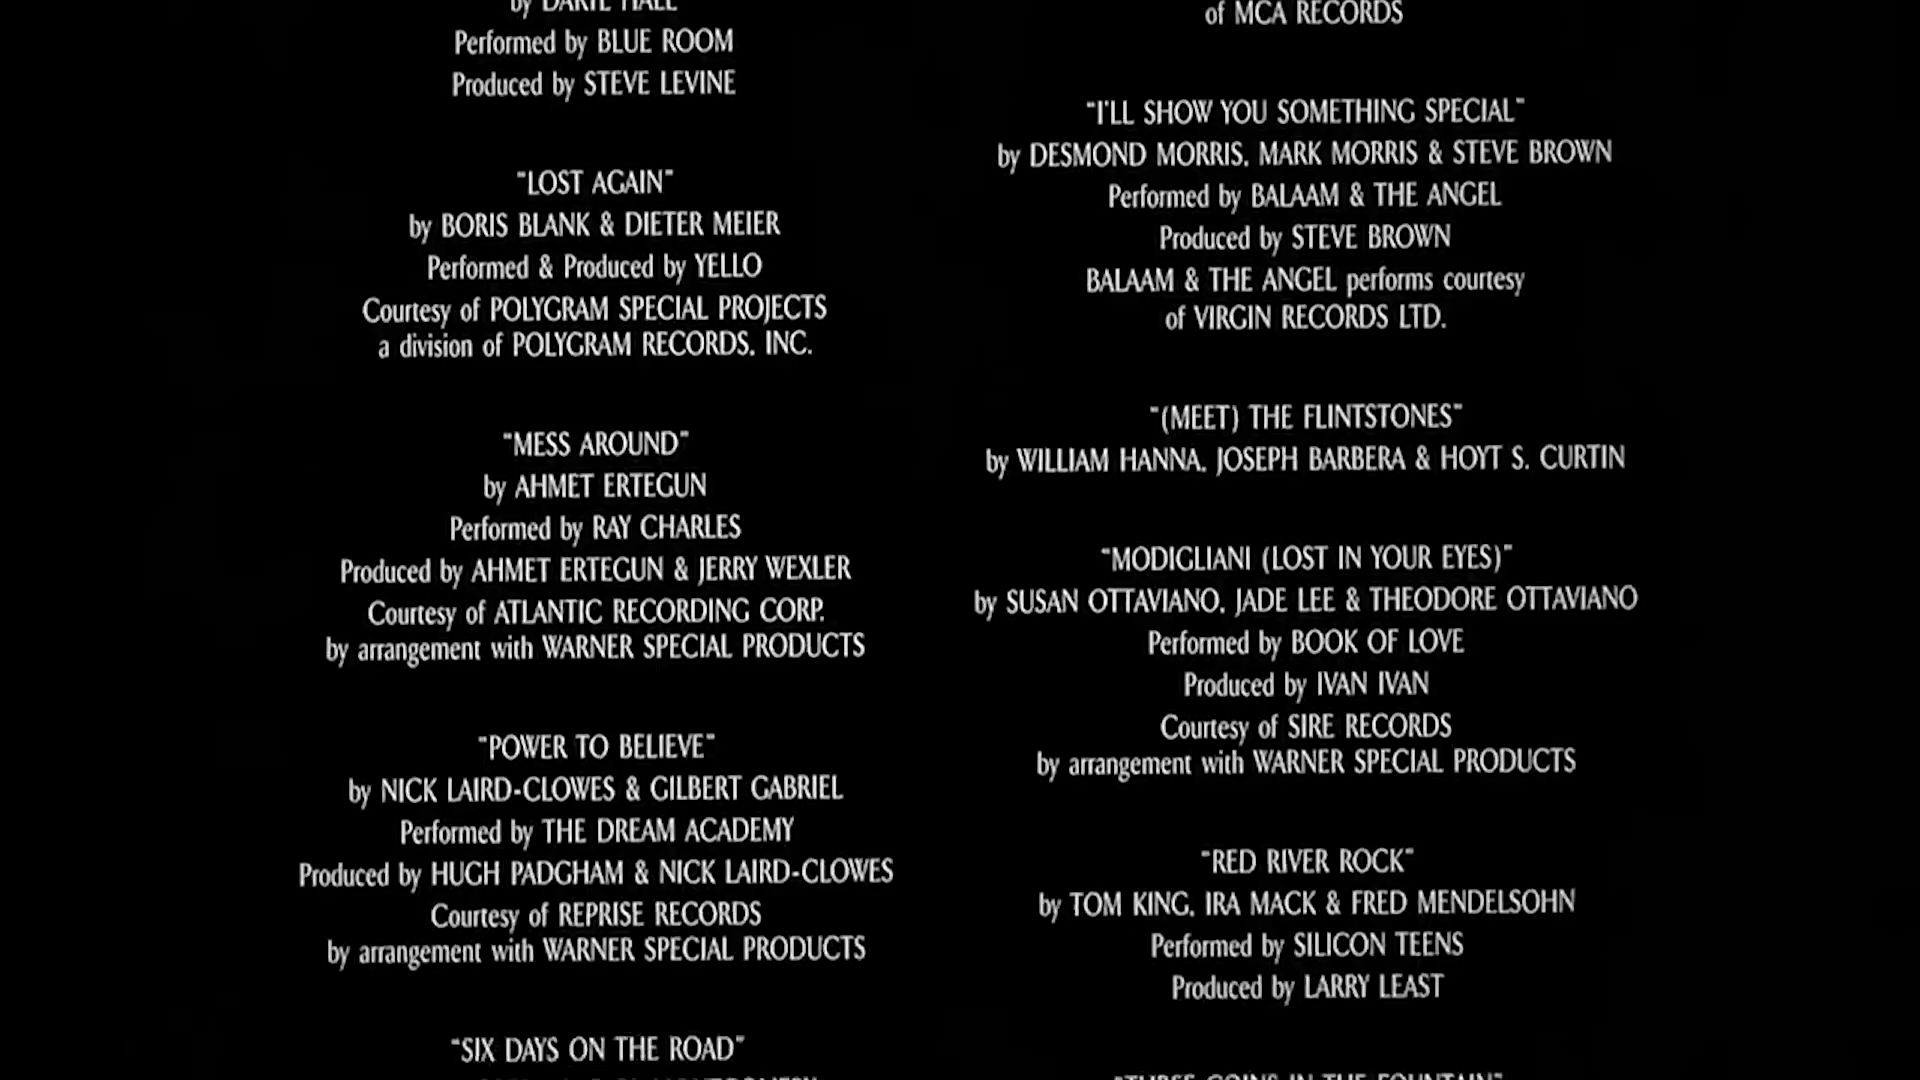 by DARYL HALL
Performed by BLUE ROOM
Produced by STEVE LEVINE
"LOST AGAIN"
by BORIS BLANK & DIETER MEIER
Performed & Produced by YELLO
Courtesy of POLYGRAM SPECIAL PROJECTS
a division of POLYGRAM RECORDS, INC.
"MESS AROUND"
by AHMET ERTEGUN
Performed by RAY CHARLES
Produced by AHMET ERTEGUN & JERRY WEXLER
Courtesy of ATLANTIC RECORDING CORP.
by arrangement with WARNER SPECIAL PRODUCTS
"POWER TO BELIEVE"
by NICK LAIRD-CLOWES & GILBERT GABRIEL
Performed by THE DREAM ACADEMY
Produced by HUGH PADGHAM & NICK LAIRD-CLOWES
Courtesy of REPRISE RECORDS
by arrangement with WARNER SPECIAL PRODUCTS
"SIX DAYS ON THE ROAD"
of MCA RECORDS
"I'LL SHOW YOU SOMETHING SPECIAL"
by DESMOND MORRIS, MARK MORRIS & STEVE BROWN
Performed by BALAAM & THE ANGEL
Produced by STEVE BROWN
BALAAM & THE ANGEL performs courtesy
of VIRGIN RECORDS LTD.
"(MEET) THE FLINTSTONES"
by WILLIAM HANNA, JOSEPH BARBERA & HOYT S. CURTIN
"MODIGLIANI (LOST IN YOUR EYES)"
by SUSAN OTTAVIANO, JADE LEE & THEODORE OTTAVIANO
Performed by BOOK OF LOVE
Produced by IVAN IVAN
Courtesy of SIRE RECORDS
by arrangement with WARNER SPECIAL PRODUCTS
"RED RIVER ROCK"
by TOM KING, IRA MACK & FRED MENDELSOHN
Performed by SILICON TEENS
Produced by LARRY LEAST
"THREE COINS IN THE FOUNTAIN"